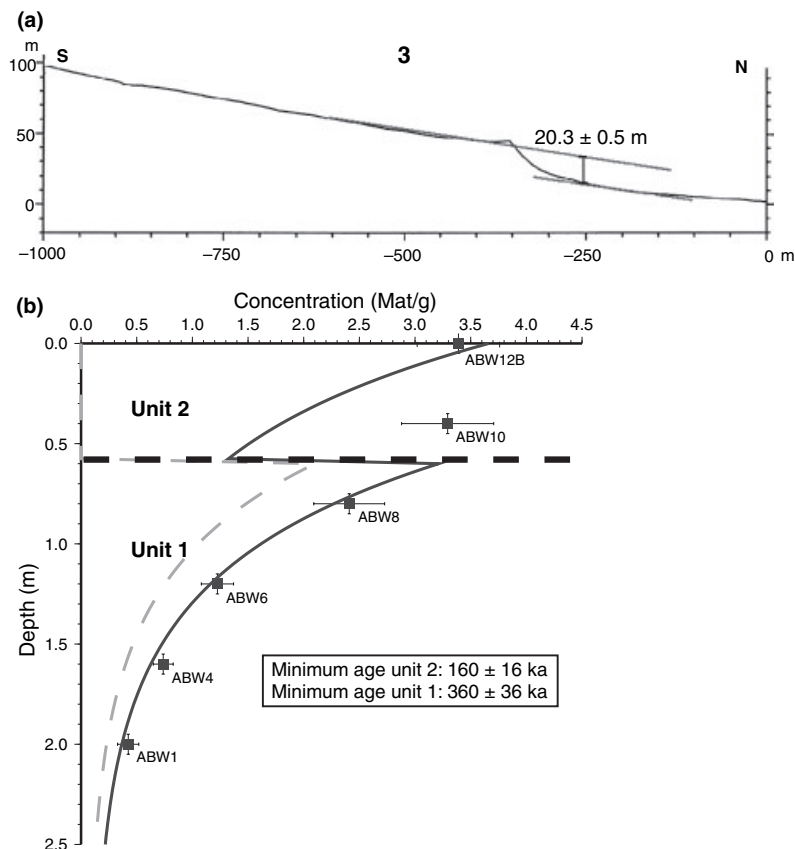 (a)
m
S
3
N
100
50
0
20.3 ± 0.5 m
–1000
–750
–500
–250
0 m
(b)
Concentration (Mat/g)
0.0 0.5 1.0 1.5 2.0 2.5 3.0 3.5 4.0 4.5
0.0
ABW12B
Unit 2
ABW10
0.5
ABW8
Unit 1
1.0
ABW6
Depth (m)
1.5
ABW4
Minimum age unit 2: 160 ± 16 ka
Minimum age unit 1: 360 ± 36 ka
2.0
ABW1
2.5